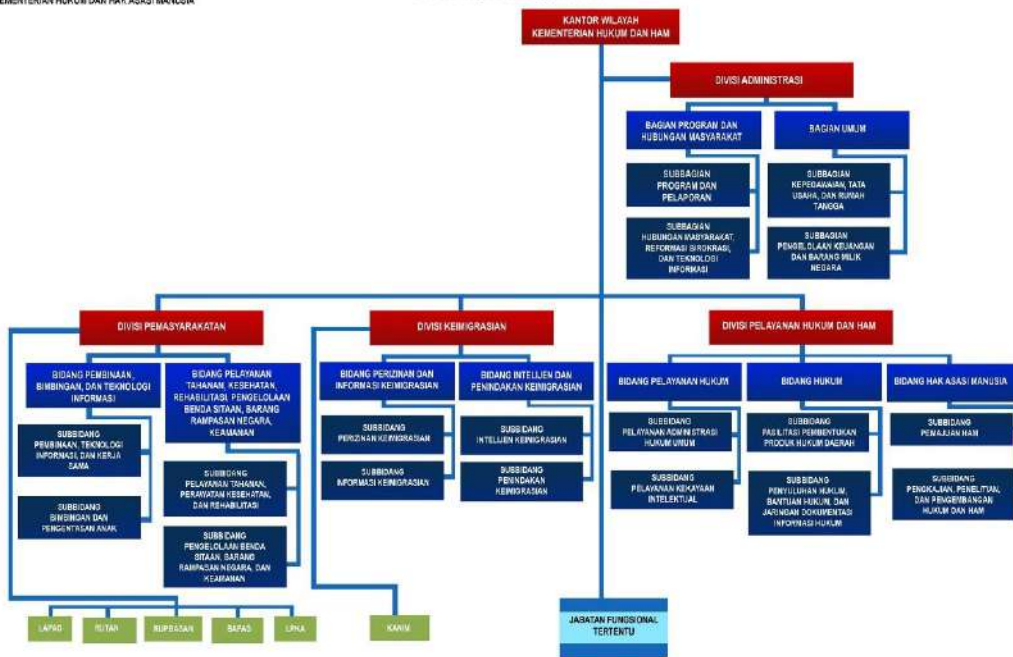 KEMENTERIAN HUKUM DAN HAK ASASI MANUSIA
KANTOR WILAYAH
KEMENTERIAN HUKUM DAN HAM
DIVISI ADMINISTRASI
BAGIAN PROGRAM DAN
HUBUNGAN MASYARAKAT
BAGIAN UMUM
SUBBAGIAN
PROGRAM DAN
PELAPORAN
SUBBAGIAN
KEPEGAWAIAN, TATA
USAHA, DAN RUMAH
TANGGA
SUBBAGIAN
HUBUNGAN MASYARAKAT,
REFORMASI BIROKRASI,
DAN TEKNOLOGI
INFORMASI
SUBBAGIAN
PENGELOLAAN KEUANGAN
DAN BARANG MILIK
NEGARA
DIVISI PEMASYARAKATAN
DIVISI KEIMIGRASIAN
DIVISI PELAYANAN HUKUM DAN HAM
BIDANG PEMBINAAN,
BIMBINGAN, DAN TEKNOLOGI
INFORMASI
BIDANG PELAYANAN
TAHANAN, KESEHATAN,
REHABILITASI, PENGELOLAAN
BENDA SITAAN, BARANG
RAMPASAN NEGARA,
KEAMANAN
BIDANG PERIZINAN DAN
INFORMASI KEIMIGRASIAN
BIDANG INTELIJEN DAN
PENINDAKAN KEIMIGRASIAN
BIDANG PELAYANAN HUKUM
BIDANG HUKUM
BIDANG HAK ASASI MANUSIA
SUBBIDANG
PEMBINAAN, TEKNOLOGI
INFORMASI, DAN KERJA
SAMA
SUBBIDANG
BIMBINGAN DAN
PENGENTASAN ANAK
SUBBIDANG
PELAYANAN TAHANAN,
PERAWATAN KESEHATAN,
DAN REHABILITASI
SUBBIDANG
PENGELOLAAN BENDA
SITAAN, BARANG
RAMPASAN NEGARA, DAN
KEAMANAN
SUBBIDANG
PERIZINAN KEIMIGRASIAN
SUBBIDANG
INFORMASI KEIMIGRASIAN
SUBBIDANG
INTELIJEN KEIMIGRASIAN
SUBBIDANG
PENINDAKAN
KEIMIGRASIAN
SUBBIDANG
PELAYANAN ADMINISTRASI
HUKUM UMUM
SUBBIDANG
PELAYANAN KEKAYAAN
INTELEKTUAL
SUBBIDANG
FASILITASI PEMBENTUKAN
PRODUK HUKUM DAERAH
SUBBIDANG
PENYULUHAN HUKUM,
BANTUAN HUKUM, DAN
JARINGAN DOKUMENTASI
INFORMASI HUKUM
SUBBIDANG
PEMAJUAN HAM
SUBBIDANG
PENGKAJIAN, PENELITIAN,
DAN PENGEMBANGAN
HUKUM DAN HAM
LAPAS
RUTAN
RUPBASAN
BAPAS
LPKA
KANIM
JABATAN FUNGSIONAL
TERTENTU